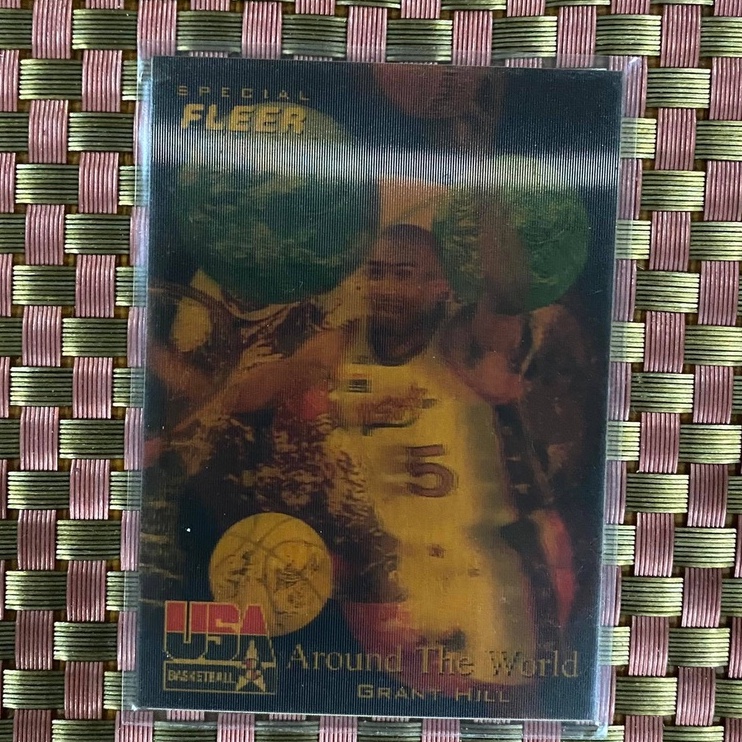 SPECIAL
FLEER
5
USA
BASKETBALL
Around The World
GRANT HILL